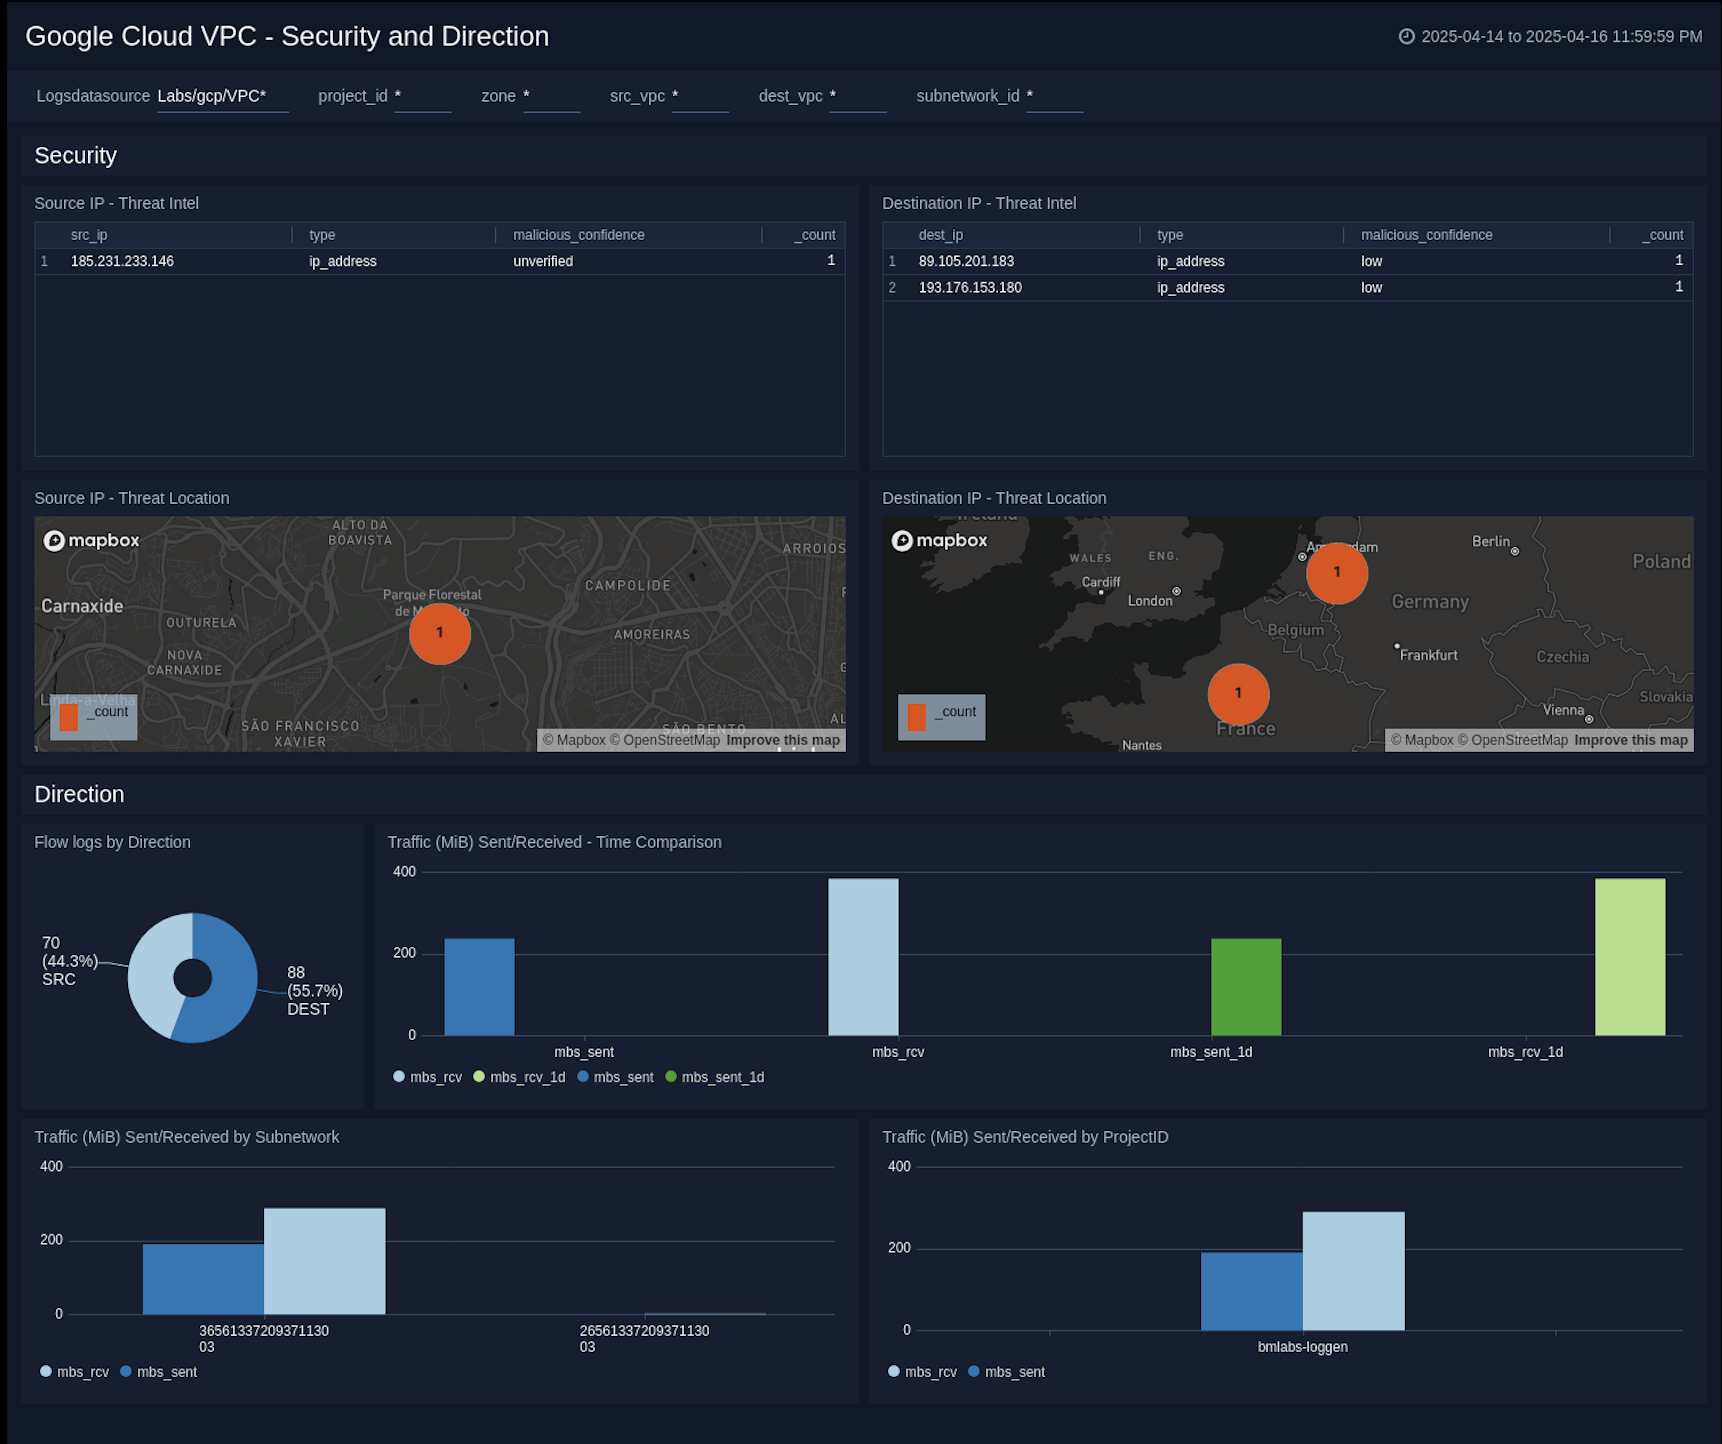 Google Cloud VPC - Security and Direction
2025-04-14 to 2025-04-16 11:59:59 PM
Logsdatasource Labs/gcp/VPC* project_id * zone * src_vpc * dest_vpc * subnetwork_id *
Security
Source IP - Threat Intel
src_ip type malicious_confidence _count
1 185.231.233.146 ip_address unverified 1
Destination IP - Threat Intel
dest_ip type malicious_confidence _count
1 89.105.201.183 ip_address low 1
2 193.176.153.180 ip_address low 1
Source IP - Threat Location
mapbox
ALTO DA
BOAVISTA
ARROIOS
CAMPOLIDE
Parque Florestal
Carnaxide
OUTURELA
1
AMOREIRAS
NOVA
CARNAXIDE
Linda-a-Velha
_count
SÃO FRANCISCO
XAVIER
SÃO BENTO
© Mapbox © OpenStreetMap Improve this map
Destination IP - Threat Location
mapbox
Ireland
WALES
ENG.
Berlin
Poland
1
Cardiff
London
Germany
Belgium
Frankfurt
Czechia
1
Slovakia
_count
Vienna
France
Nantes
© Mapbox © OpenStreetMap Improve this map
Direction
Flow logs by Direction
70
(44.3%)
SRC
88
(55.7%)
DEST
Traffic (MiB) Sent/Received - Time Comparison
400
200
0
mbs_sent mbs_rcv mbs_sent_1d mbs_rcv_1d
mbs_rcv mbs_rcv_1d mbs_sent mbs_sent_1d
Traffic (MiB) Sent/Received by Subnetwork
400
200
0
36561337209371130
03
26561337209371130
03
mbs_rcv mbs_sent
Traffic (MiB) Sent/Received by ProjectID
400
200
0
bmlabs-loggen
mbs_rcv mbs_sent